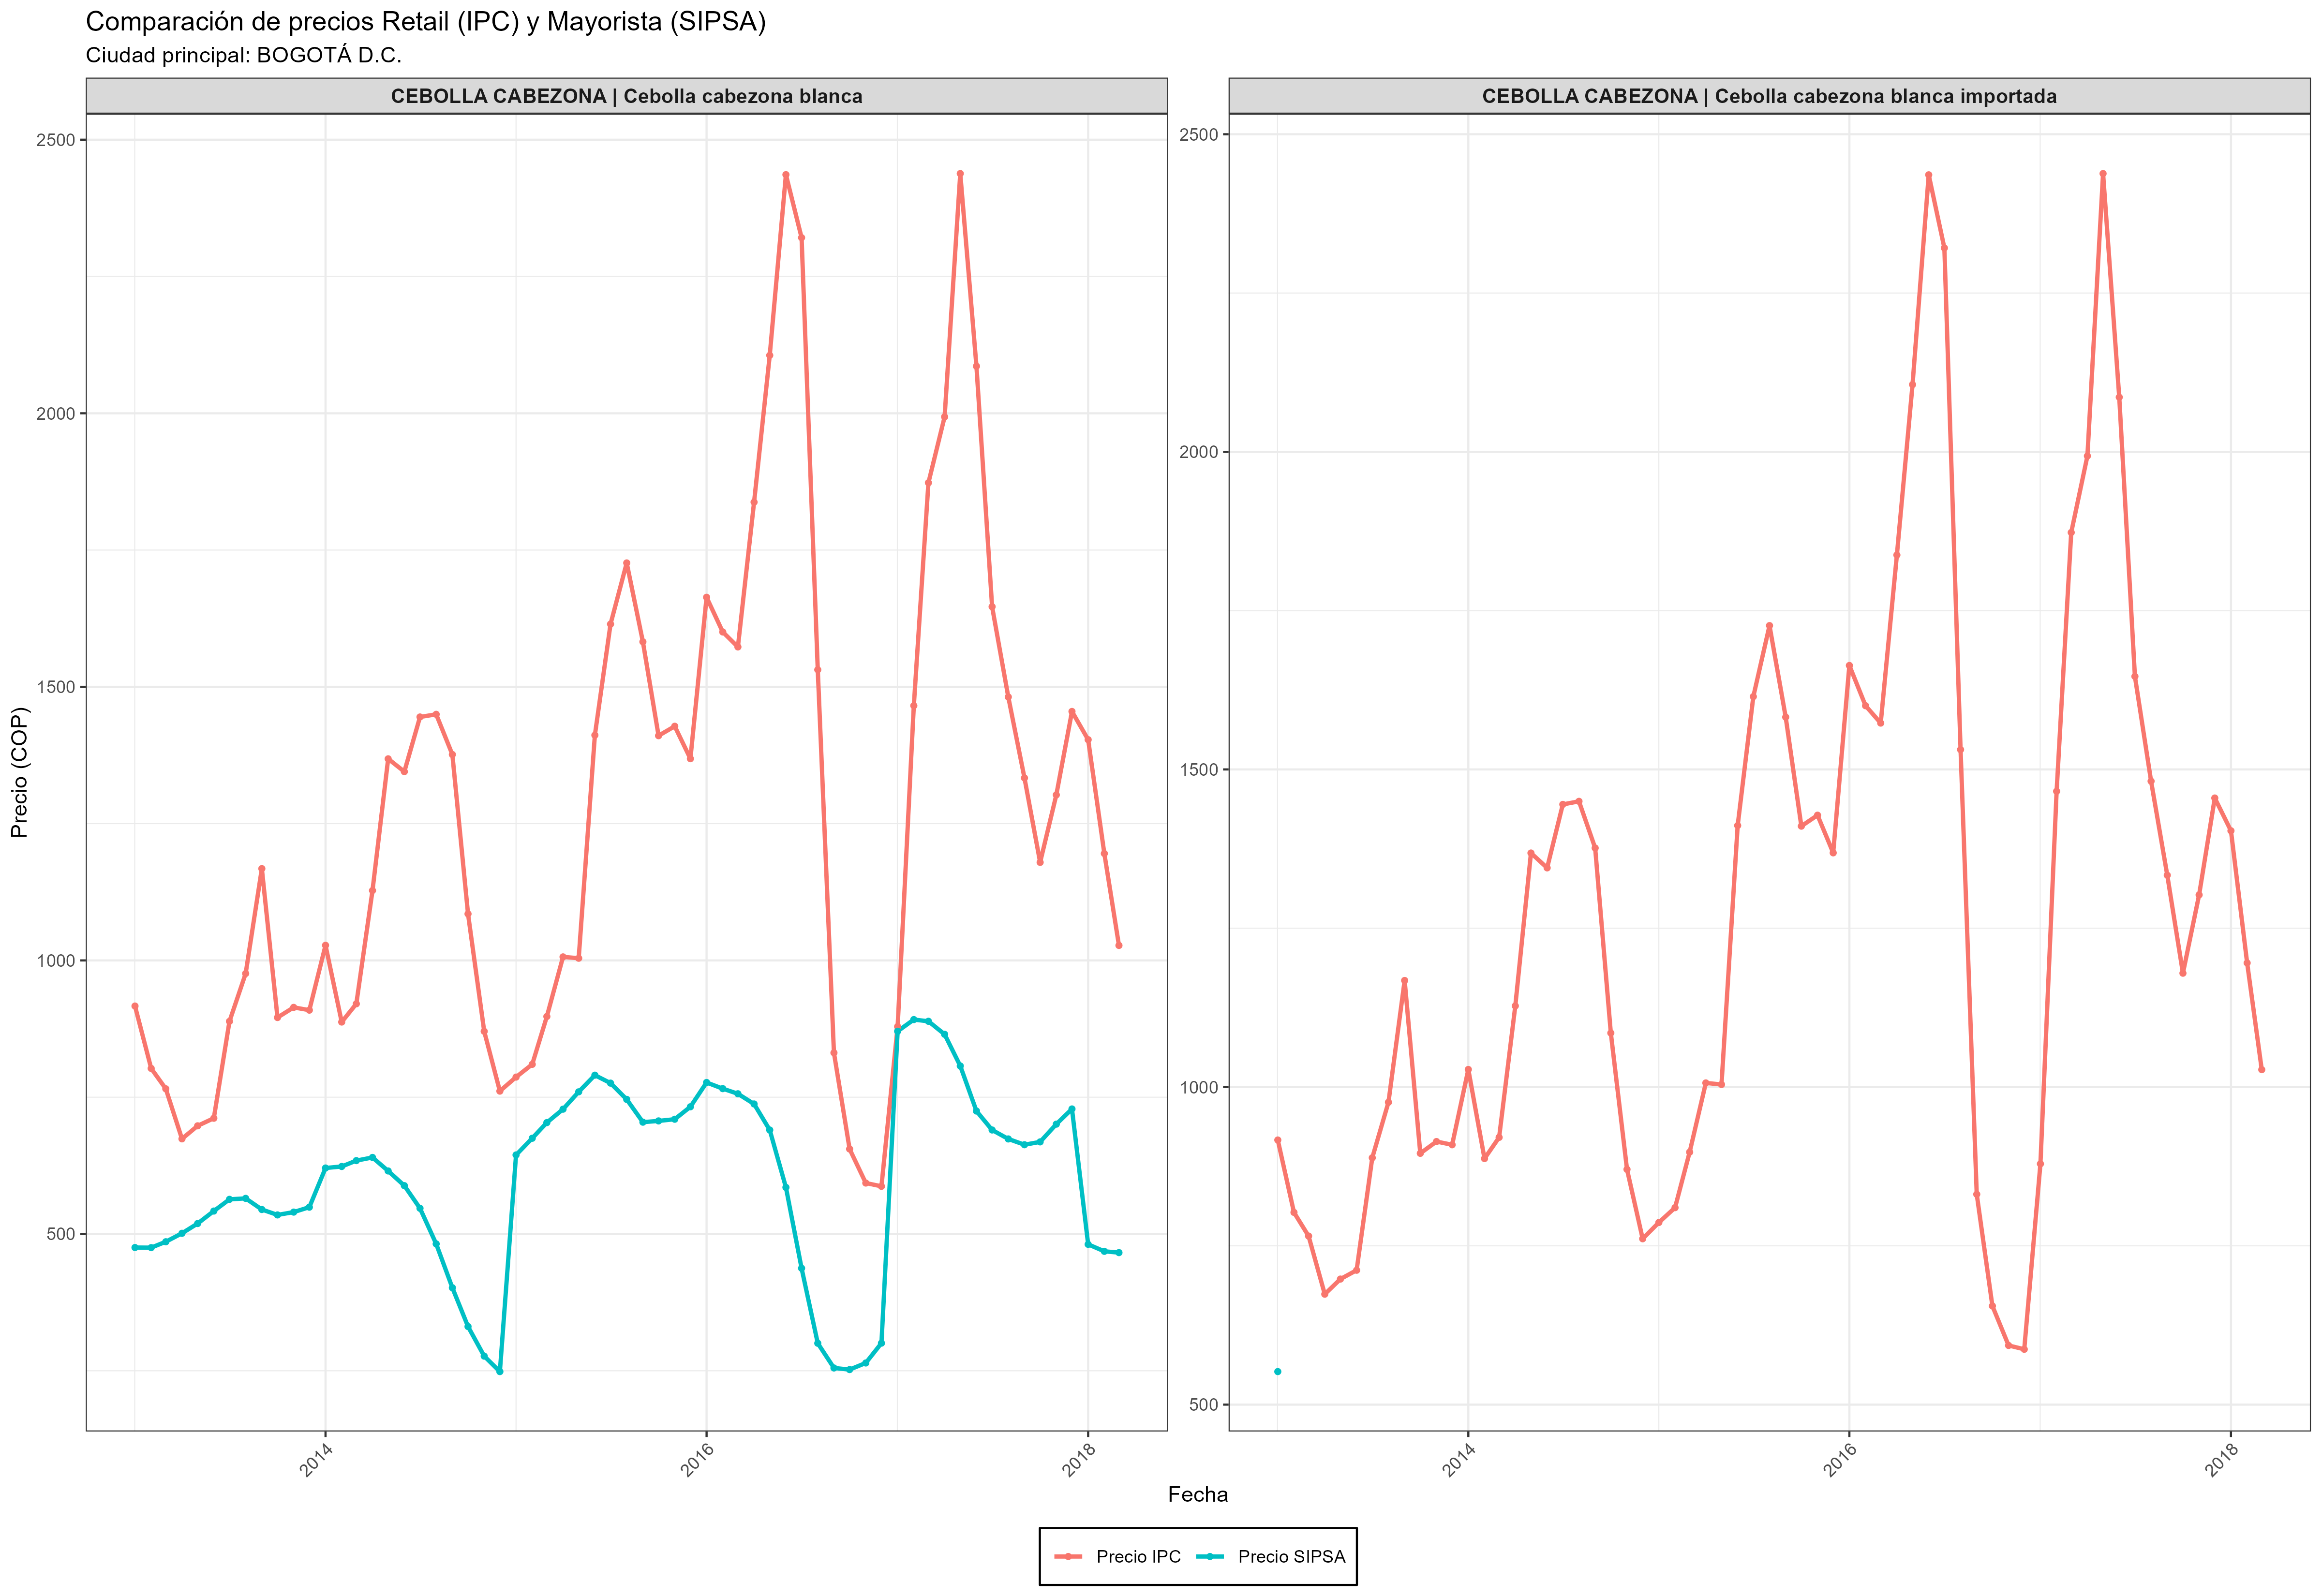 Comparación de precios Retail (IPC) y Mayorista (SIPSA)
Ciudad principal: BOGOTÁ D.C.
CEBOLLA CABEZONA | Cebolla cabezona blanca
CEBOLLA CABEZONA | Cebolla cabezona blanca importada
Precio (COP)
2500
2000
1500
1000
500
2500
2000
1500
1000
500
2014
2016
2018
2014
2016
2018
Fecha
Precio IPC
Precio SIPSA